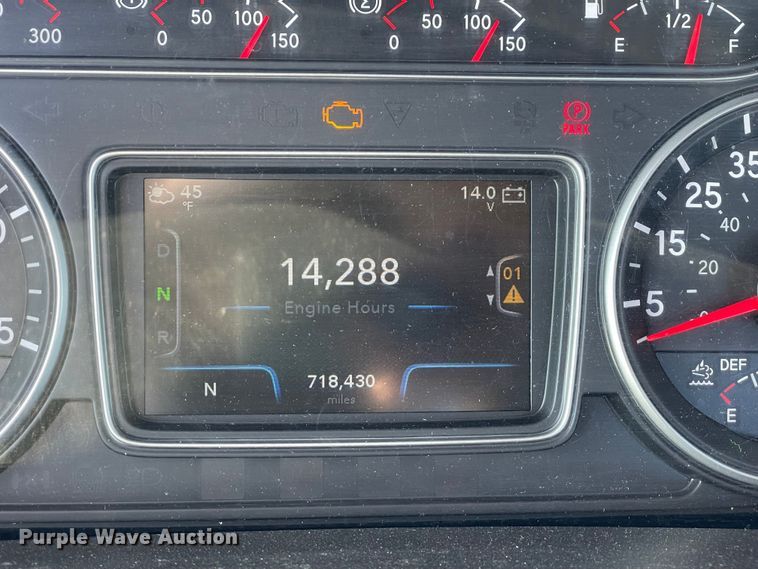 300
0 50 100 150
0 50 100 150
E 1/2 F
P
PARK
45 °F
14.0 V
D
N
R
14,288
Engine Hours
01
N
718,430
miles
5
5 15 25 35
20 40
DEF
E
Purple Wave Auction